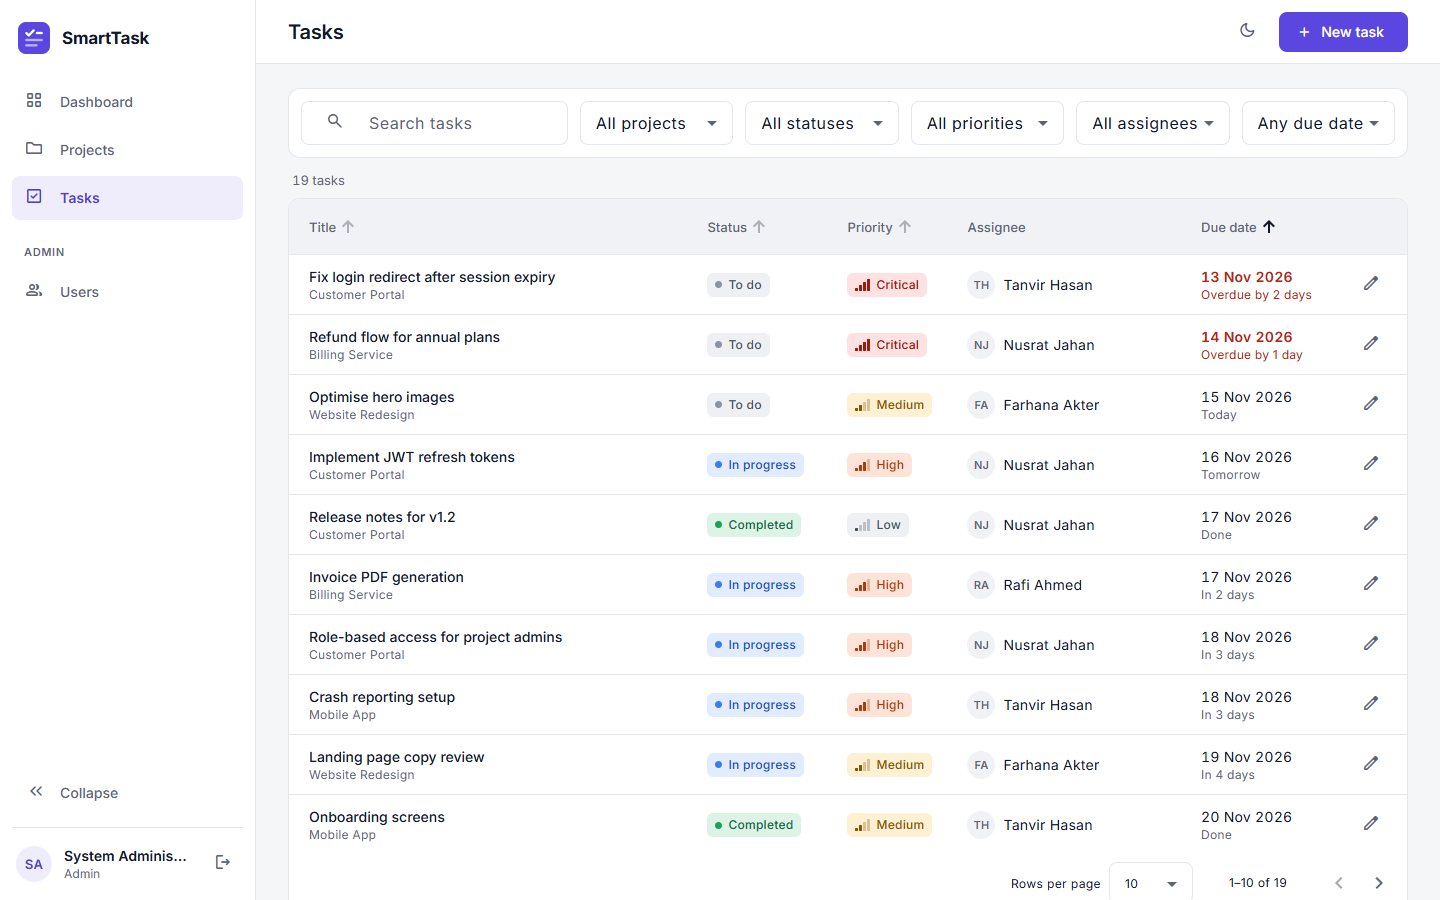 SmartTask
Dashboard
Projects
Tasks
ADMIN
Users
Collapse
SA
System Adminis...
Admin
Tasks
+ New task
Search tasks
All projects
All statuses
All priorities
All assignees
Any due date
19 tasks
Title Status Priority Assignee Due date
Fix login redirect after session expiry
Customer Portal
To do Critical TH Tanvir Hasan
13 Nov 2026
Overdue by 2 days
Refund flow for annual plans
Billing Service
To do Critical NJ Nusrat Jahan
14 Nov 2026
Overdue by 1 day
Optimise hero images
Website Redesign
To do Medium FA Farhana Akter
15 Nov 2026
Today
Implement JWT refresh tokens
Customer Portal
In progress High NJ Nusrat Jahan
16 Nov 2026
Tomorrow
Release notes for v1.2
Customer Portal
Completed Low NJ Nusrat Jahan
17 Nov 2026
Done
Invoice PDF generation
Billing Service
In progress High RA Rafi Ahmed
17 Nov 2026
In 2 days
Role-based access for project admins
Customer Portal
In progress High NJ Nusrat Jahan
18 Nov 2026
In 3 days
Crash reporting setup
Mobile App
In progress High TH Tanvir Hasan
18 Nov 2026
In 3 days
Landing page copy review
Website Redesign
In progress Medium FA Farhana Akter
19 Nov 2026
In 4 days
Onboarding screens
Mobile App
Completed Medium TH Tanvir Hasan
20 Nov 2026
Done
Rows per page 10 1–10 of 19